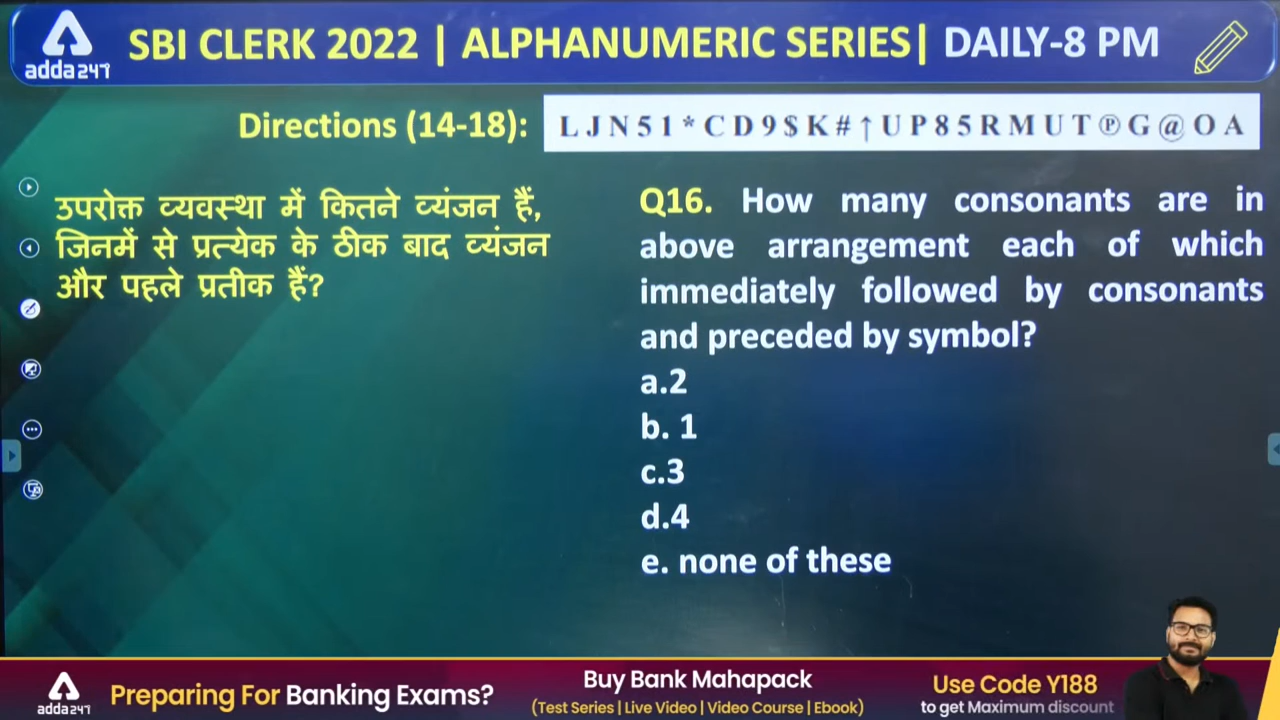 adda247
SBI CLERK 2022 | ALPHANUMERIC SERIES| DAILY-8 PM
Directions (14-18): L J N 5 1 * C D 9 $ K # ↑ U P 8 5 R M U T Ⓟ G @ O A
उपरोक्त व्यवस्था में कितने व्यंजन हैं,
जिनमें से प्रत्येक के ठीक बाद व्यंजन
और पहले प्रतीक हैं?
Q16. How many consonants are in
above arrangement each of which
immediately followed by consonants
and preceded by symbol?
a.2
b. 1
c.3
d.4
e. none of these
adda247
Preparing For Banking Exams?
Buy Bank Mahapack
(Test Series | Live Video | Video Course | Ebook)
Use Code Y188
to get Maximum discount